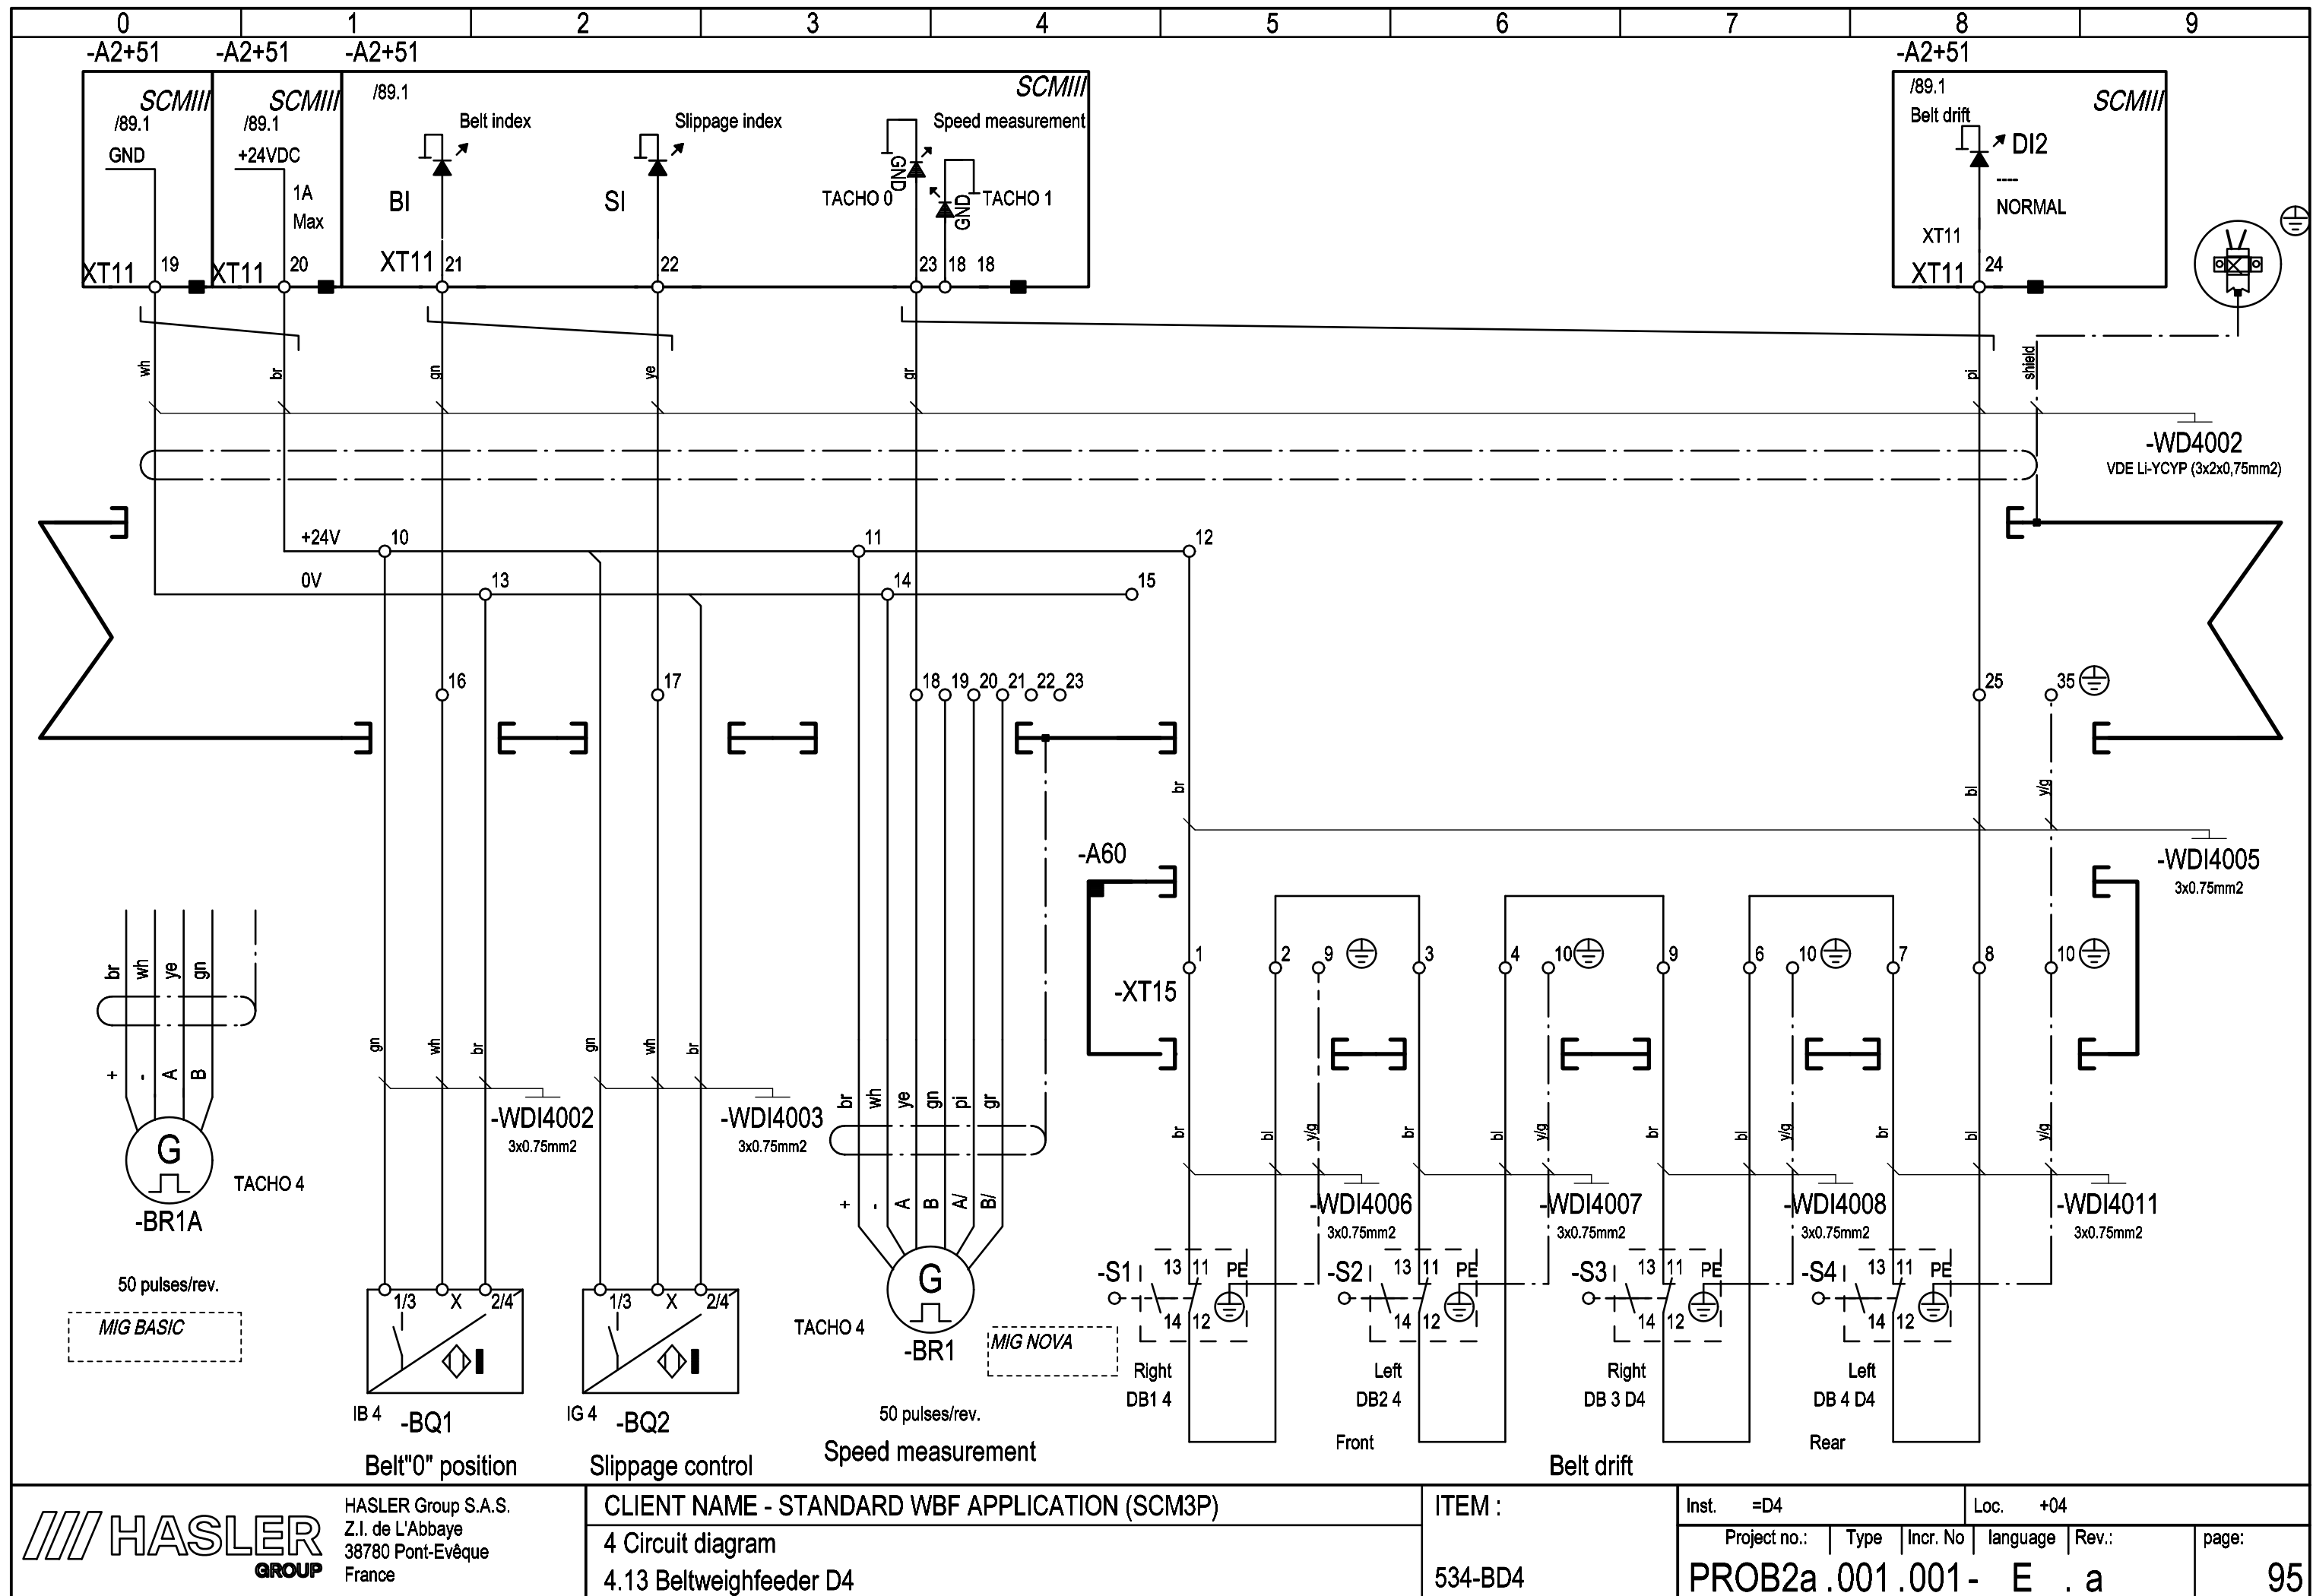 0 1 2 3 4 5 6 7 8 9
-A2+51 -A2+51 -A2+51 -A2+51
SCMIII SCMIII SCMIII SCMIII
/89.1 /89.1 /89.1 /89.1
GND +24VDC Belt index Slippage index Speed measurement Belt drift
1A
Max
BI SI TACHO 0 GND GND TACHO 1 DI2
----
NORMAL
XT11
XT11 19 XT11 20 XT11 21 22 23 18 18 XT11 24
wh br gn ye gr pi shield
-WD4002
VDE Li-YCYP (3x2x0,75mm2)
+24V 10 11 12
0V 13 14 15
16 17 18 19 20 21 22 23 25 35
br bl y/g
-WDI4005
3x0.75mm2
-A60
br wh ye gn
1 2 9 3 4 10 9 6 10 7 8 10
-XT15
+ - A B
gn wh br gn wh br
-WDI4002
3x0.75mm2
-WDI4003
3x0.75mm2
br wh ye gn pi gr
br bl y/g br bl y/g br bl y/g br bl y/g
G
TACHO 4
-BR1A
50 pulses/rev.
MIG BASIC
+ - A B A/ B/
-WDI4006
3x0.75mm2
-WDI4007
3x0.75mm2
-WDI4008
3x0.75mm2
-WDI4011
3x0.75mm2
1/3 X 2/4 1/3 X 2/4
G
TACHO 4
-BR1
MIG NOVA
50 pulses/rev.
-S1 13 11 PE -S2 13 11 PE -S3 13 11 PE -S4 13 11 PE
14 12 14 12 14 12 14 12
Right Left Right Left
DB1 4 DB2 4 DB 3 D4 DB 4 D4
IB 4 -BQ1 IG 4 -BQ2
Front Rear
Belt"0" position Slippage control Speed measurement Belt drift
HASLER
GROUP
HASLER Group S.A.S.
Z.I. de L'Abbaye
38780 Pont-Evêque
France
CLIENT NAME - STANDARD WBF APPLICATION (SCM3P)
4 Circuit diagram
4.13 Beltweighfeeder D4
ITEM :
534-BD4
Inst. =D4 Loc. +04
Project no.: Type Incr. No language Rev.: page:
PROB2a .001 .001 - E . a 95